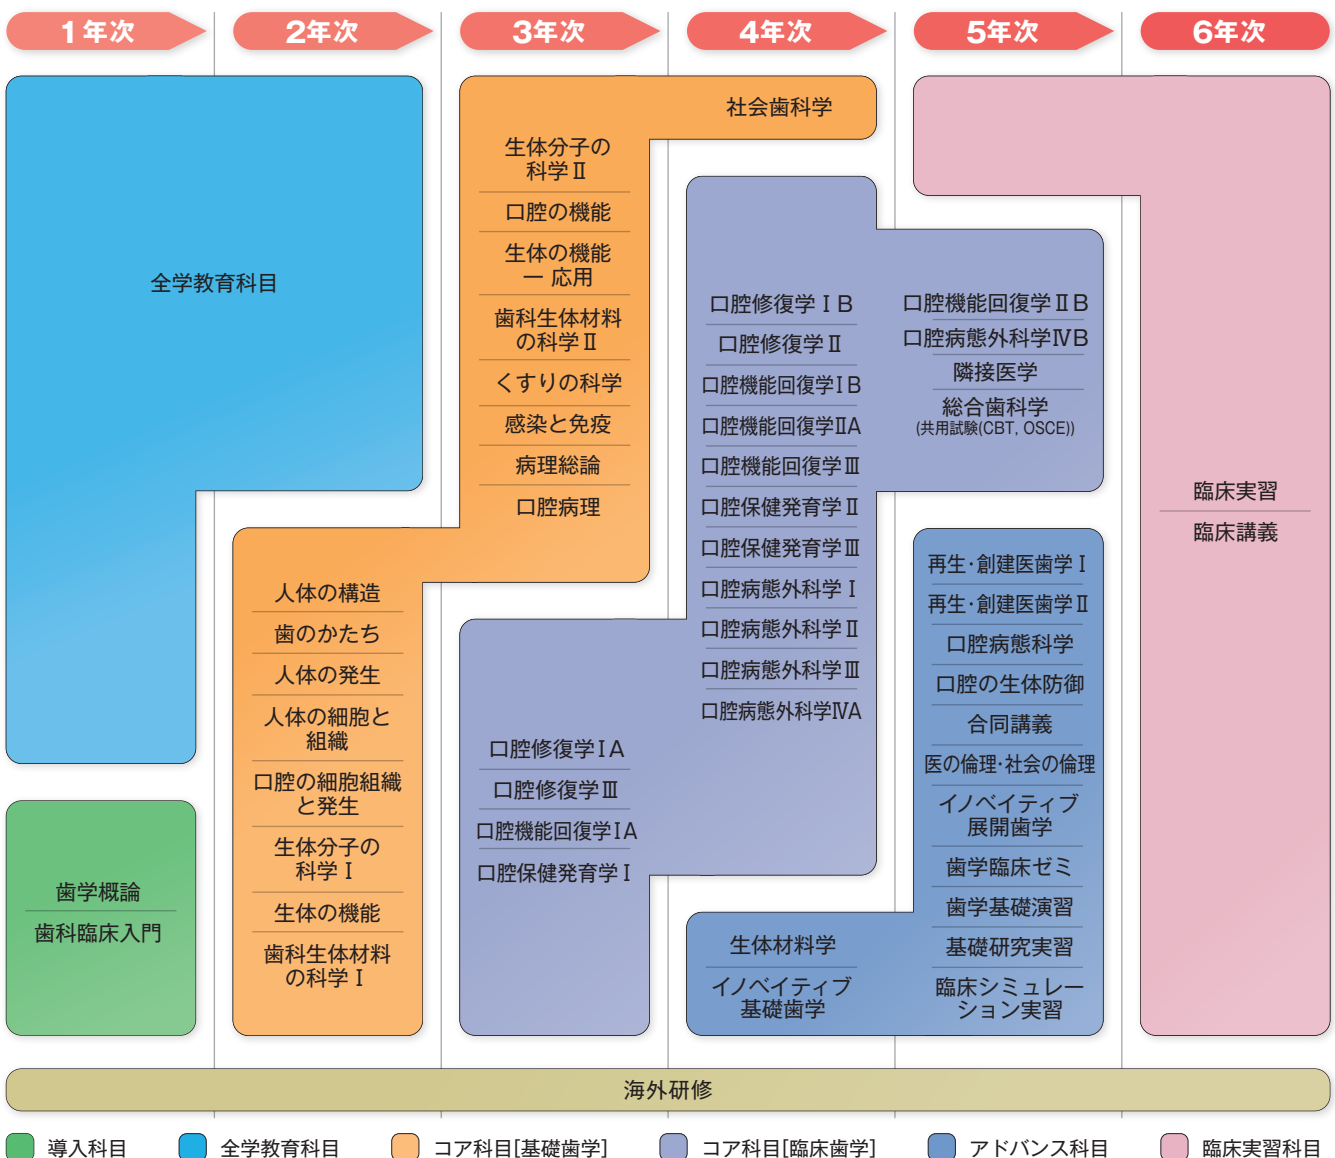 1年次
2年次
3年次
4年次
5年次
6年次
全学教育科目
歯学概論
歯科臨床入門
人体の構造
歯のかたち
人体の発生
人体の細胞と
組織
口腔の細胞組織
と発生
生体分子の
科学Ⅰ
生体の機能
歯科生体材料
の科学Ⅰ
社会歯科学
生体分子の
科学Ⅱ
口腔の機能
生体の機能
ー 応用
歯科生体材料
の科学Ⅱ
くすりの科学
感染と免疫
病理総論
口腔病理
口腔修復学ⅠA
口腔修復学Ⅲ
口腔機能回復学ⅠA
口腔保健発育学Ⅰ
口腔修復学ⅠB
口腔修復学Ⅱ
口腔機能回復学ⅠB
口腔機能回復学ⅡA
口腔機能回復学Ⅲ
口腔保健発育学Ⅱ
口腔保健発育学Ⅲ
口腔病態外科学Ⅰ
口腔病態外科学Ⅱ
口腔病態外科学Ⅲ
口腔病態外科学ⅣA
口腔機能回復学ⅡB
口腔病態外科学ⅣB
隣接医学
総合歯科学
(共用試験(CBT, OSCE))
生体材料学
イノベイティブ
基礎歯学
再生・創建医歯学Ⅰ
再生・創建医歯学Ⅱ
口腔病態科学
口腔の生体防御
合同講義
医の倫理・社会の倫理
イノベイティブ
展開歯学
歯学臨床ゼミ
歯学基礎演習
基礎研究実習
臨床シミュレー
ション実習
臨床実習
臨床講義
海外研修
導入科目
全学教育科目
コア科目[基礎歯学]
コア科目[臨床歯学]
アドバンス科目
臨床実習科目